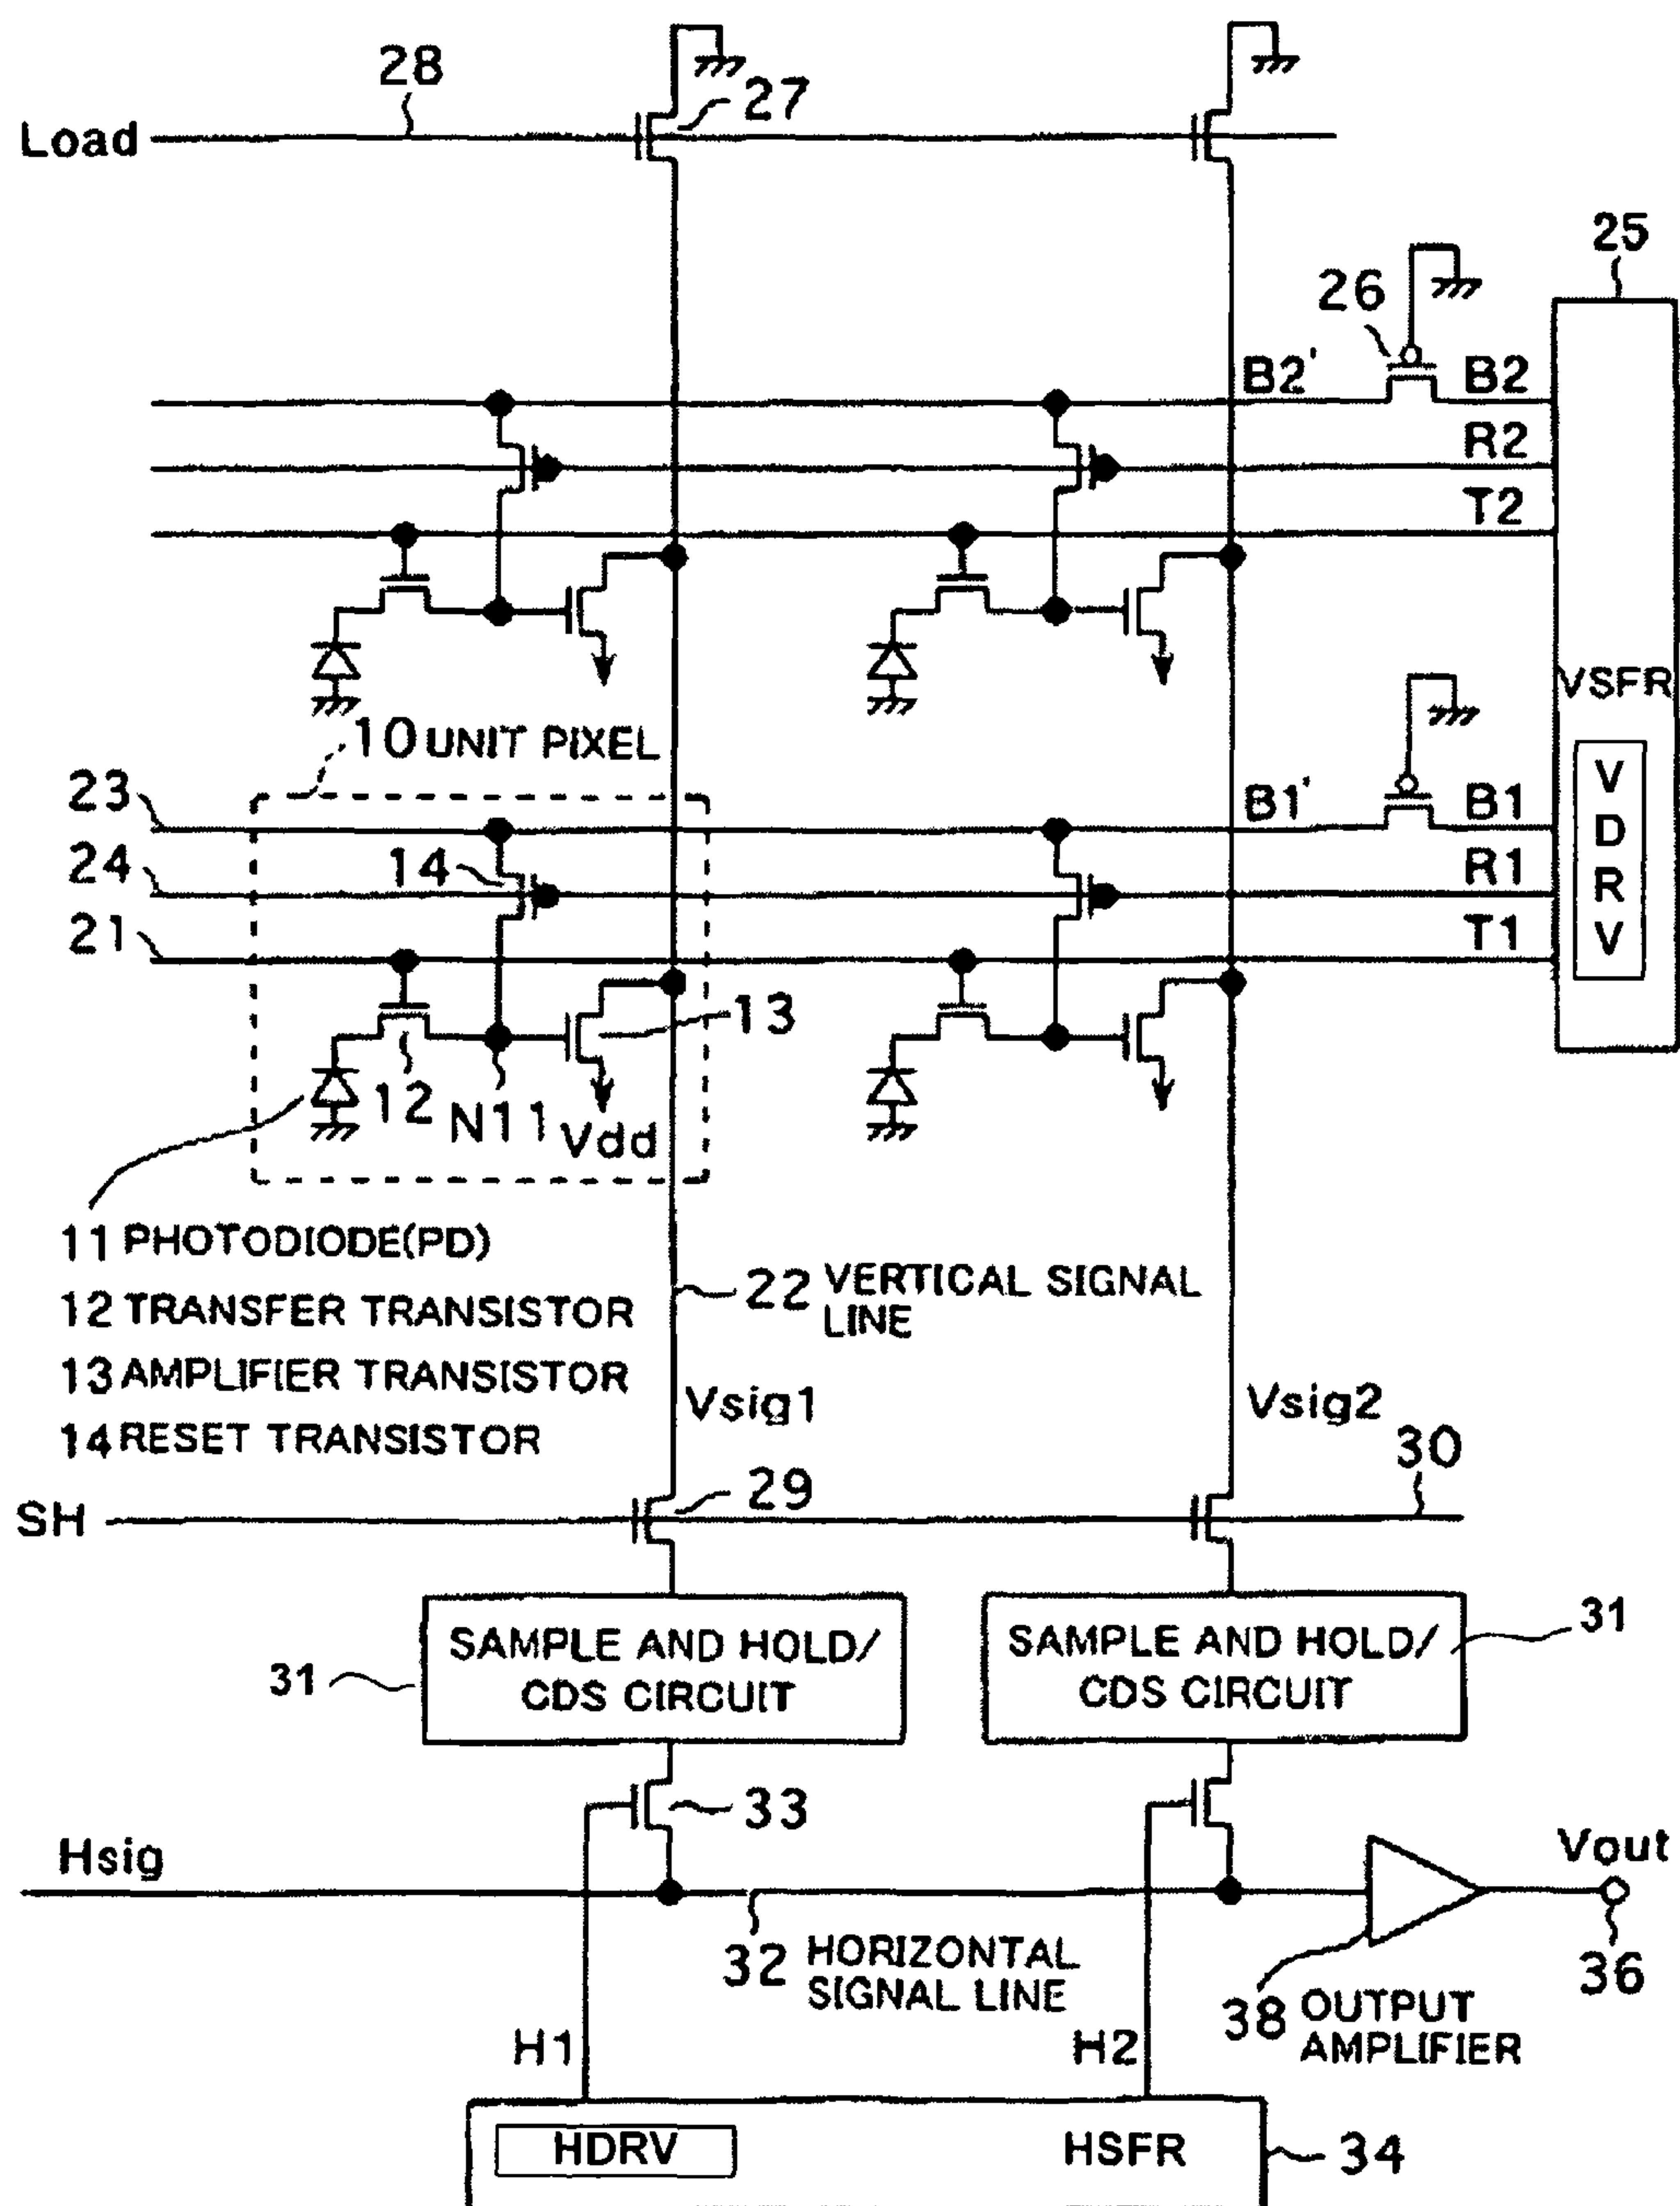 28
27
Load
25
26
B2'
B2
R2
T2
VSFR
10 UNIT PIXEL
23
B1'
B1
VDRV
24
14
R1
21
T1
13
12
N11
Vdd
11 PHOTODIODE(PD)
12 TRANSFER TRANSISTOR
13 AMPLIFIER TRANSISTOR
14 RESET TRANSISTOR
22 VERTICAL SIGNAL
LINE
Vsig1
Vsig2
30
29
SH
SAMPLE AND HOLD/
CDS CIRCUIT
31
SAMPLE AND HOLD/
CDS CIRCUIT
31
33
Hsig
Vout
32 HORIZONTAL
SIGNAL LINE
36
38 OUTPUT
AMPLIFIER
H1
H2
HDRV
HSFR
34